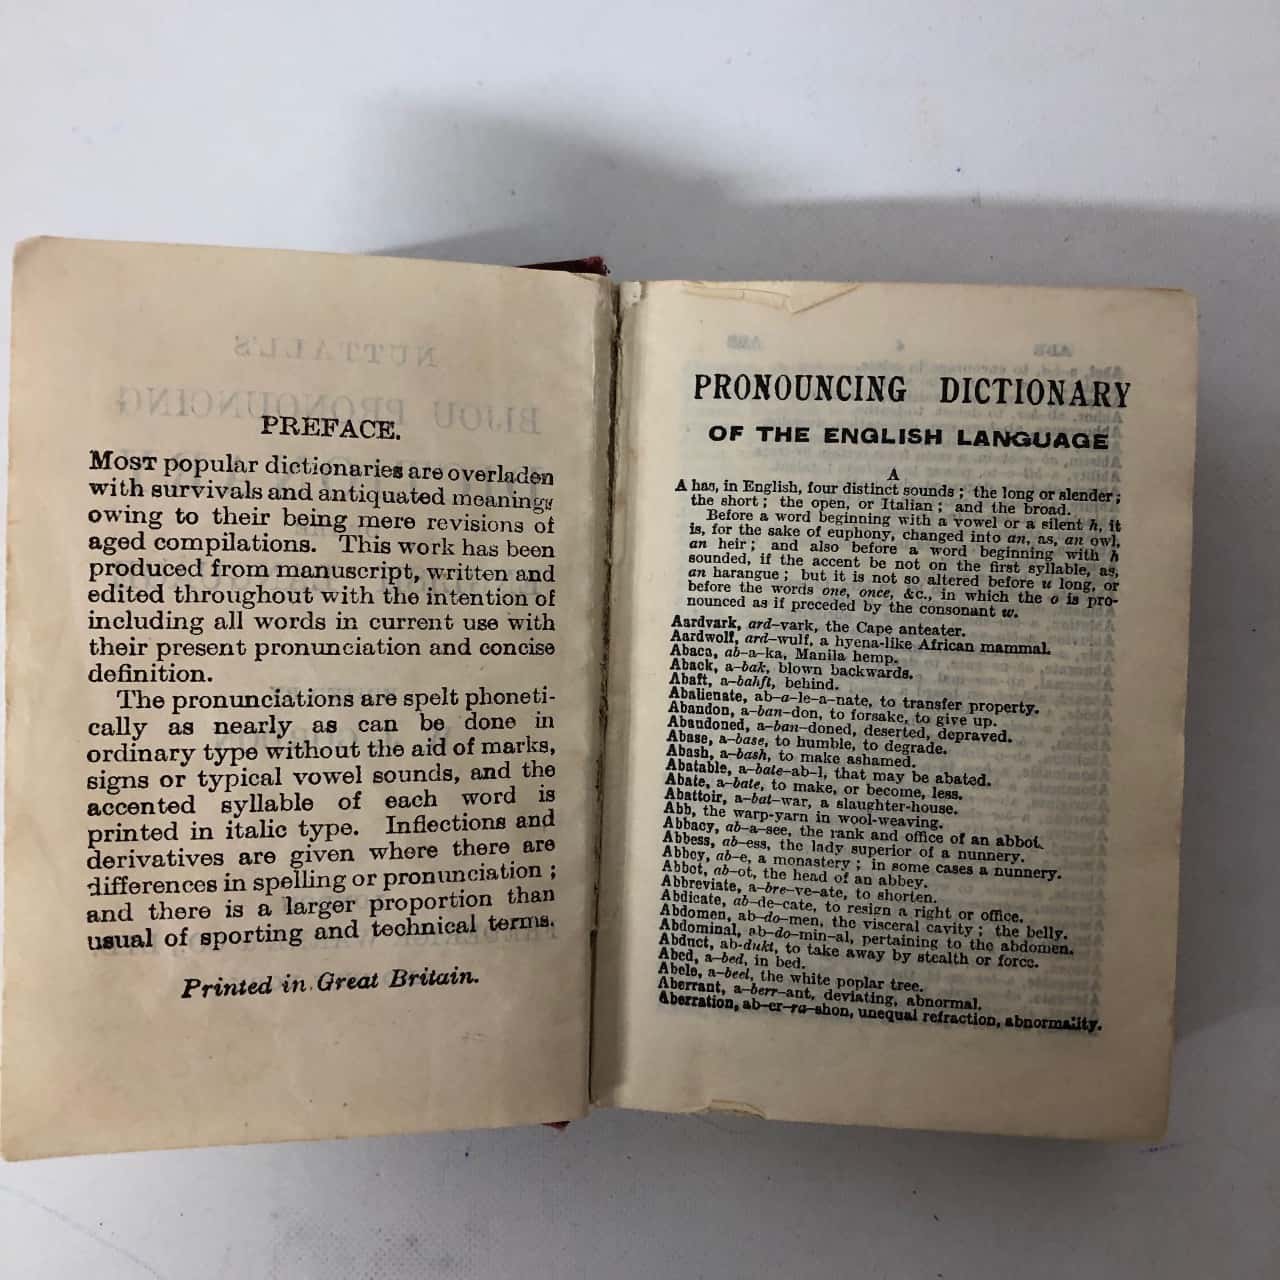 NUTTALL'S
BIJOU PRONOUNCING
PREFACE.
MOST popular dictionaries are overladen
with survivals and antiquated meanings
owing to their being mere revisions of
aged compilations. This work has been
produced from manuscript, written and
edited throughout with the intention of
including all words in current use with
their present pronunciation and concise
definition.
The pronunciations are spelt phoneti-
cally as nearly as can be done in
ordinary type without the aid of marks,
signs or typical vowel sounds, and the
accented syllable of each word is
printed in italic type. Inflections and
derivatives are given where there are
differences in spelling or pronunciation ;
and there is a larger proportion than
usual of sporting and technical terms.
Printed in Great Britain.
PRONOUNCING DICTIONARY
OF THE ENGLISH LANGUAGE
A
A has, in English, four distinct sounds ; the long or slender ;
the short ; the open, or Italian ; and the broad.
Before a word beginning with a vowel or a silent h, it
is, for the sake of euphony, changed into an, as, an owl,
an heir ; and also before a word beginning with h
sounded, if the accent be not on the first syllable, as,
an harangue ; but it is not so altered before u long, or
before the words one, once, &c., in which the o is pro-
nounced as if preceded by the consonant w.
Aardvark, ard–vark, the Cape anteater.
Aardwolf, ard–wulf, a hyena-like African mammal.
Abaca, ab–a–ka, Manila hemp.
Aback, a–bak, blown backwards.
Abaft, a–bahft, behind.
Abalienate, ab–a–le–a–nate, to transfer property.
Abandon, a–ban–don, to forsake, to give up.
Abandoned, a–ban–doned, deserted, depraved.
Abase, a–base, to humble, to degrade.
Abash, a–bash, to make ashamed.
Abatable, a–bate–ab–l, that may be abated.
Abate, a–bate, to make, or become, less.
Abattoir, a–bat–war, a slaughter-house.
Abb, the warp-yarn in wool-weaving.
Abbacy, ab–a–see, the rank and office of an abbot.
Abbess, ab–ess, the lady superior of a nunnery.
Abbey, ab–e, a monastery ; in some cases a nunnery.
Abbot, ab–ot, the head of an abbey.
Abbreviate, a–bre–ve–ate, to shorten.
Abdicate, ab–de–cate, to resign a right or office.
Abdomen, ab–do–men, the visceral cavity ; the belly.
Abdominal, ab–do–min–al, pertaining to the abdomen.
Abduct, ab–dukt, to take away by stealth or force.
Abed, a–bed, in bed.
Abele, a–beel, the white poplar tree.
Aberrant, a–berr–ant, deviating, abnormal.
Aberration, ab–er–ra–shon, unequal refraction, abnormality.